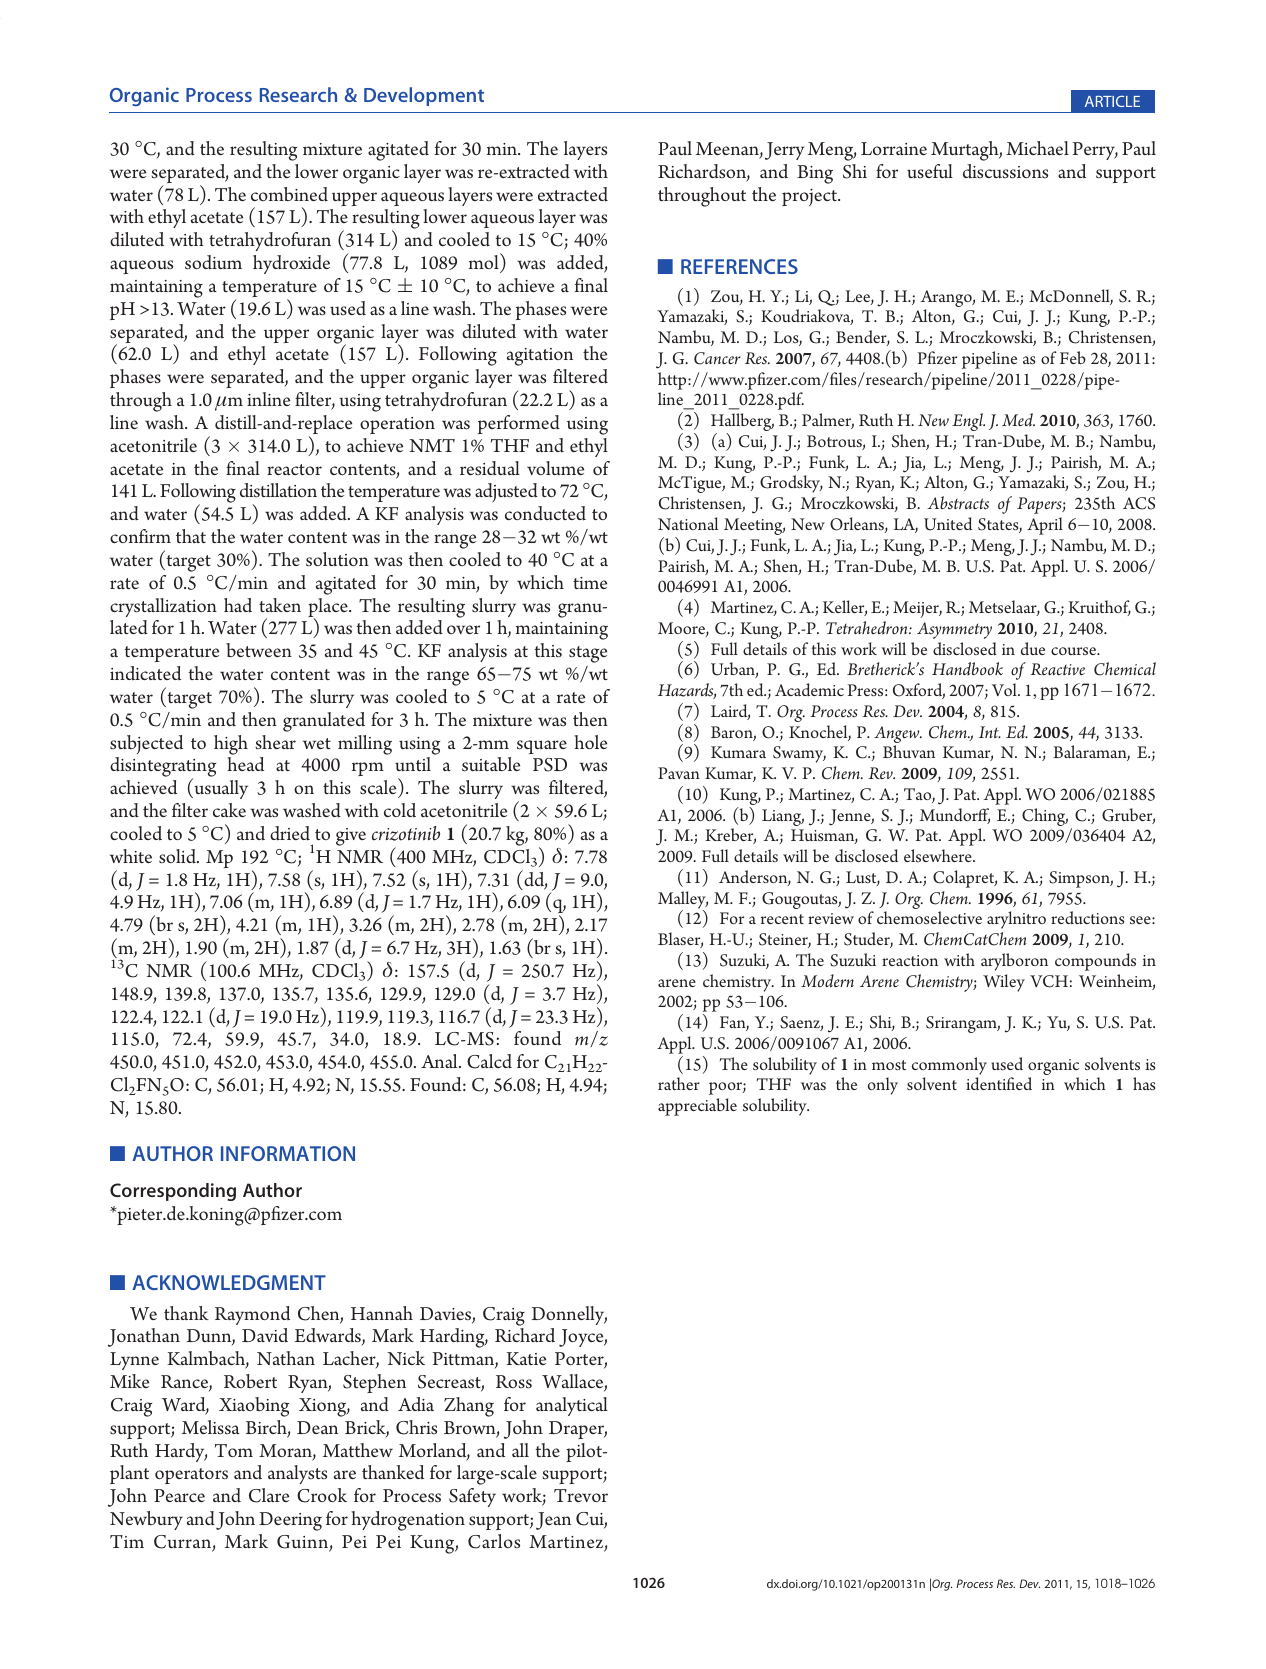 Organic Process Research & Development
ARTICLE
30 °C, and the resulting mixture agitated for 30 min. The layers
were separated, and the lower organic layer was re-extracted with
water (78 L). The combined upper aqueous layers were extracted
with ethyl acetate (157 L). The resulting lower aqueous layer was
diluted with tetrahydrofuran (314 L) and cooled to 15 °C; 40%
aqueous sodium hydroxide (77.8 L, 1089 mol) was added,
maintaining a temperature of 15 °C ± 10 °C, to achieve a final
pH >13. Water (19.6 L) was used as a line wash. The phases were
separated, and the upper organic layer was diluted with water
(62.0 L) and ethyl acetate (157 L). Following agitation the
phases were separated, and the upper organic layer was filtered
through a 1.0 μm inline filter, using tetrahydrofuran (22.2 L) as a
line wash. A distill-and-replace operation was performed using
acetonitrile (3 × 314.0 L), to achieve NMT 1% THF and ethyl
acetate in the final reactor contents, and a residual volume of
141 L. Following distillation the temperature was adjusted to 72 °C,
and water (54.5 L) was added. A KF analysis was conducted to
confirm that the water content was in the range 28−32 wt %/wt
water (target 30%). The solution was then cooled to 40 °C at a
rate of 0.5 °C/min and agitated for 30 min, by which time
crystallization had taken place. The resulting slurry was granu-
lated for 1 h. Water (277 L) was then added over 1 h, maintaining
a temperature between 35 and 45 °C. KF analysis at this stage
indicated the water content was in the range 65−75 wt %/wt
water (target 70%). The slurry was cooled to 5 °C at a rate of
0.5 °C/min and then granulated for 3 h. The mixture was then
subjected to high shear wet milling using a 2-mm square hole
disintegrating head at 4000 rpm until a suitable PSD was
achieved (usually 3 h on this scale). The slurry was filtered,
and the filter cake was washed with cold acetonitrile (2 × 59.6 L;
cooled to 5 °C) and dried to give crizotinib 1 (20.7 kg, 80%) as a
white solid. Mp 192 °C; ¹H NMR (400 MHz, CDCl₃) δ: 7.78
(d, J = 1.8 Hz, 1H), 7.58 (s, 1H), 7.52 (s, 1H), 7.31 (dd, J = 9.0,
4.9 Hz, 1H), 7.06 (m, 1H), 6.89 (d, J = 1.7 Hz, 1H), 6.09 (q, 1H),
4.79 (br s, 2H), 4.21 (m, 1H), 3.26 (m, 2H), 2.78 (m, 2H), 2.17
(m, 2H), 1.90 (m, 2H), 1.87 (d, J = 6.7 Hz, 3H), 1.63 (br s, 1H).
¹³C NMR (100.6 MHz, CDCl₃) δ: 157.5 (d, J = 250.7 Hz),
148.9, 139.8, 137.0, 135.7, 135.6, 129.9, 129.0 (d, J = 3.7 Hz),
122.4, 122.1 (d, J = 19.0 Hz), 119.9, 119.3, 116.7 (d, J = 23.3 Hz),
115.0, 72.4, 59.9, 45.7, 34.0, 18.9. LC-MS: found m/z
450.0, 451.0, 452.0, 453.0, 454.0, 455.0. Anal. Calcd for C₂₁H₂₂-
Cl₂FN₅O: C, 56.01; H, 4.92; N, 15.55. Found: C, 56.08; H, 4.94;
N, 15.80.
■ AUTHOR INFORMATION
Corresponding Author
*pieter.de.koning@pfizer.com
■ ACKNOWLEDGMENT
We thank Raymond Chen, Hannah Davies, Craig Donnelly,
Jonathan Dunn, David Edwards, Mark Harding, Richard Joyce,
Lynne Kalmbach, Nathan Lacher, Nick Pittman, Katie Porter,
Mike Rance, Robert Ryan, Stephen Secreast, Ross Wallace,
Craig Ward, Xiaobing Xiong, and Adia Zhang for analytical
support; Melissa Birch, Dean Brick, Chris Brown, John Draper,
Ruth Hardy, Tom Moran, Matthew Morland, and all the pilot-
plant operators and analysts are thanked for large-scale support;
John Pearce and Clare Crook for Process Safety work; Trevor
Newbury and John Deering for hydrogenation support; Jean Cui,
Tim Curran, Mark Guinn, Pei Pei Kung, Carlos Martinez,
Paul Meenan, Jerry Meng, Lorraine Murtagh, Michael Perry, Paul
Richardson, and Bing Shi for useful discussions and support
throughout the project.
■ REFERENCES
(1) Zou, H. Y.; Li, Q.; Lee, J. H.; Arango, M. E.; McDonnell, S. R.;
Yamazaki, S.; Koudriakova, T. B.; Alton, G.; Cui, J. J.; Kung, P.-P.;
Nambu, M. D.; Los, G.; Bender, S. L.; Mroczkowski, B.; Christensen,
J. G. Cancer Res. 2007, 67, 4408.(b) Pfizer pipeline as of Feb 28, 2011:
http://www.pfizer.com/files/research/pipeline/2011_0228/pipe-
line_2011_0228.pdf.
(2) Hallberg, B.; Palmer, Ruth H. New Engl. J. Med. 2010, 363, 1760.
(3) (a) Cui, J. J.; Botrous, I.; Shen, H.; Tran-Dube, M. B.; Nambu,
M. D.; Kung, P.-P.; Funk, L. A.; Jia, L.; Meng, J. J.; Pairish, M. A.;
McTigue, M.; Grodsky, N.; Ryan, K.; Alton, G.; Yamazaki, S.; Zou, H.;
Christensen, J. G.; Mroczkowski, B. Abstracts of Papers; 235th ACS
National Meeting, New Orleans, LA, United States, April 6−10, 2008.
(b) Cui, J. J.; Funk, L. A.; Jia, L.; Kung, P.-P.; Meng, J. J.; Nambu, M. D.;
Pairish, M. A.; Shen, H.; Tran-Dube, M. B. U.S. Pat. Appl. U. S. 2006/
0046991 A1, 2006.
(4) Martinez, C. A.; Keller, E.; Meijer, R.; Metselaar, G.; Kruithof, G.;
Moore, C.; Kung, P.-P. Tetrahedron: Asymmetry 2010, 21, 2408.
(5) Full details of this work will be disclosed in due course.
(6) Urban, P. G., Ed. Bretherick's Handbook of Reactive Chemical
Hazards, 7th ed.; Academic Press: Oxford, 2007; Vol. 1, pp 1671−1672.
(7) Laird, T. Org. Process Res. Dev. 2004, 8, 815.
(8) Baron, O.; Knochel, P. Angew. Chem., Int. Ed. 2005, 44, 3133.
(9) Kumara Swamy, K. C.; Bhuvan Kumar, N. N.; Balaraman, E.;
Pavan Kumar, K. V. P. Chem. Rev. 2009, 109, 2551.
(10) Kung, P.; Martinez, C. A.; Tao, J. Pat. Appl. WO 2006/021885
A1, 2006. (b) Liang, J.; Jenne, S. J.; Mundorff, E.; Ching, C.; Gruber,
J. M.; Kreber, A.; Huisman, G. W. Pat. Appl. WO 2009/036404 A2,
2009. Full details will be disclosed elsewhere.
(11) Anderson, N. G.; Lust, D. A.; Colapret, K. A.; Simpson, J. H.;
Malley, M. F.; Gougoutas, J. Z. J. Org. Chem. 1996, 61, 7955.
(12) For a recent review of chemoselective arylnitro reductions see:
Blaser, H.-U.; Steiner, H.; Studer, M. ChemCatChem 2009, 1, 210.
(13) Suzuki, A. The Suzuki reaction with arylboron compounds in
arene chemistry. In Modern Arene Chemistry; Wiley VCH: Weinheim,
2002; pp 53−106.
(14) Fan, Y.; Saenz, J. E.; Shi, B.; Srirangam, J. K.; Yu, S. U.S. Pat.
Appl. U.S. 2006/0091067 A1, 2006.
(15) The solubility of 1 in most commonly used organic solvents is
rather poor; THF was the only solvent identified in which 1 has
appreciable solubility.
1026
dx.doi.org/10.1021/op200131n |Org. Process Res. Dev. 2011, 15, 1018–1026